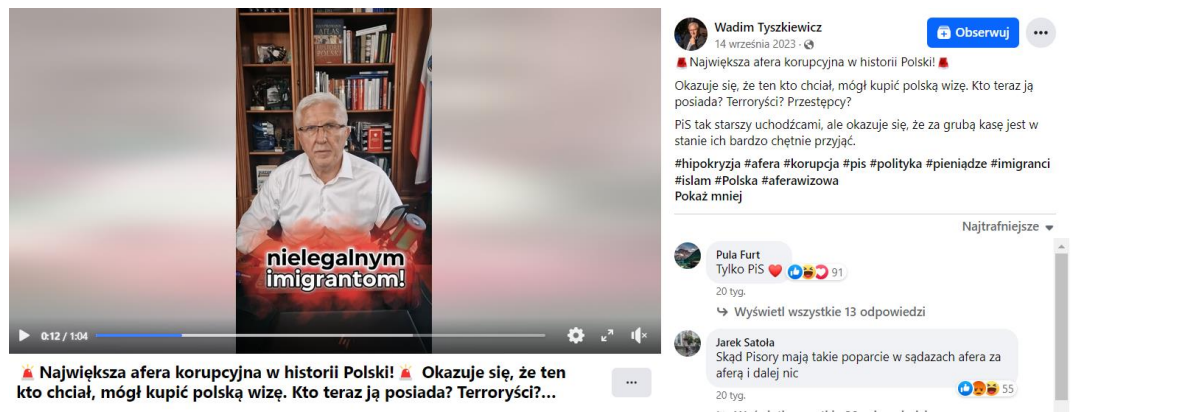 nielegalnym
imigrantom!
0:12 / 1:04
Największa afera korupcyjna w historii Polski! Okazuje się, że ten
kto chciał, mógł kupić polską wizę. Kto teraz ją posiada? Terroryści?...
Wadim Tyszkiewicz
14 września 2023 ·
Obserwuj
Największa afera korupcyjna w historii Polski!
Okazuje się, że ten kto chciał, mógł kupić polską wizę. Kto teraz ją
posiada? Terroryści? Przestępcy?
PiS tak starszy uchodźcami, ale okazuje się, że za grubą kasę jest w
stanie ich bardzo chętnie przyjąć.
#hipokryzja #afera #korupcja #pis #polityka #pieniądze #imigranci
#islam #Polska #aferawizowa
Pokaż mniej
Najtrafniejsze
Pula Furt
Tylko PiS
91
20 tyg.
Wyświetl wszystkie 13 odpowiedzi
Jarek Satoła
Skąd Pisory mają takie poparcie w sądazach afera za
aferą i dalej nic
55
20 tyg.